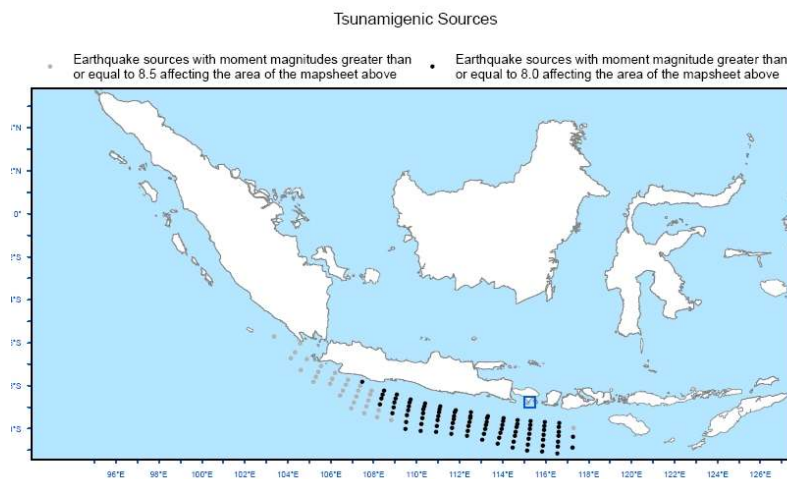 Tsunamigenic Sources
Earthquake sources with moment magnitudes greater than
or equal to 8.5 affecting the area of the mapsheet above
Earthquake sources with moment magnitude greater than
or equal to 8.0 affecting the area of the mapsheet above
°N
°N
0°
°S
°S
°S
°S
°S
96°E 98°E 100°E 102°E 104°E 106°E 108°E 110°E 112°E 114°E 116°E 118°E 120°E 122°E 124°E 126°E